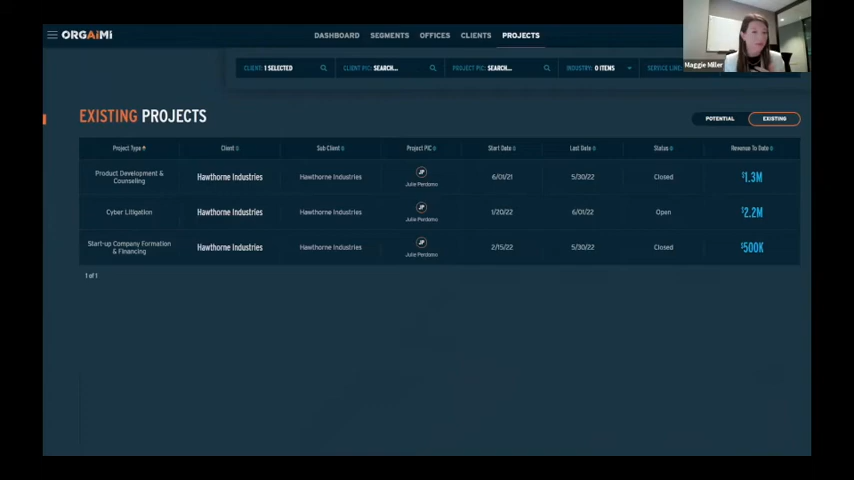 ORGAiMi
DASHBOARD SEGMENTS OFFICES CLIENTS PROJECTS
Maggie Miller
CLIENT: 1 SELECTED CLIENT PIC: SEARCH... PROJECT PIC: SEARCH... INDUSTRY: 0 ITEMS SERVICE LINE:
EXISTING PROJECTS
POTENTIAL EXISTING
Project Type Client Sub Client Project PIC Start Date Last Date Status Revenue To Date
Product Development & Counseling Hawthorne Industries Hawthorne Industries JP Julie Perdomo 6/01/21 5/30/22 Closed $1.3M
Cyber Litigation Hawthorne Industries Hawthorne Industries JP Julie Perdomo 1/20/22 6/01/22 Open $2.2M
Start-up Company Formation & Financing Hawthorne Industries Hawthorne Industries JP Julie Perdomo 2/15/22 5/30/22 Closed $500K
1 of 1